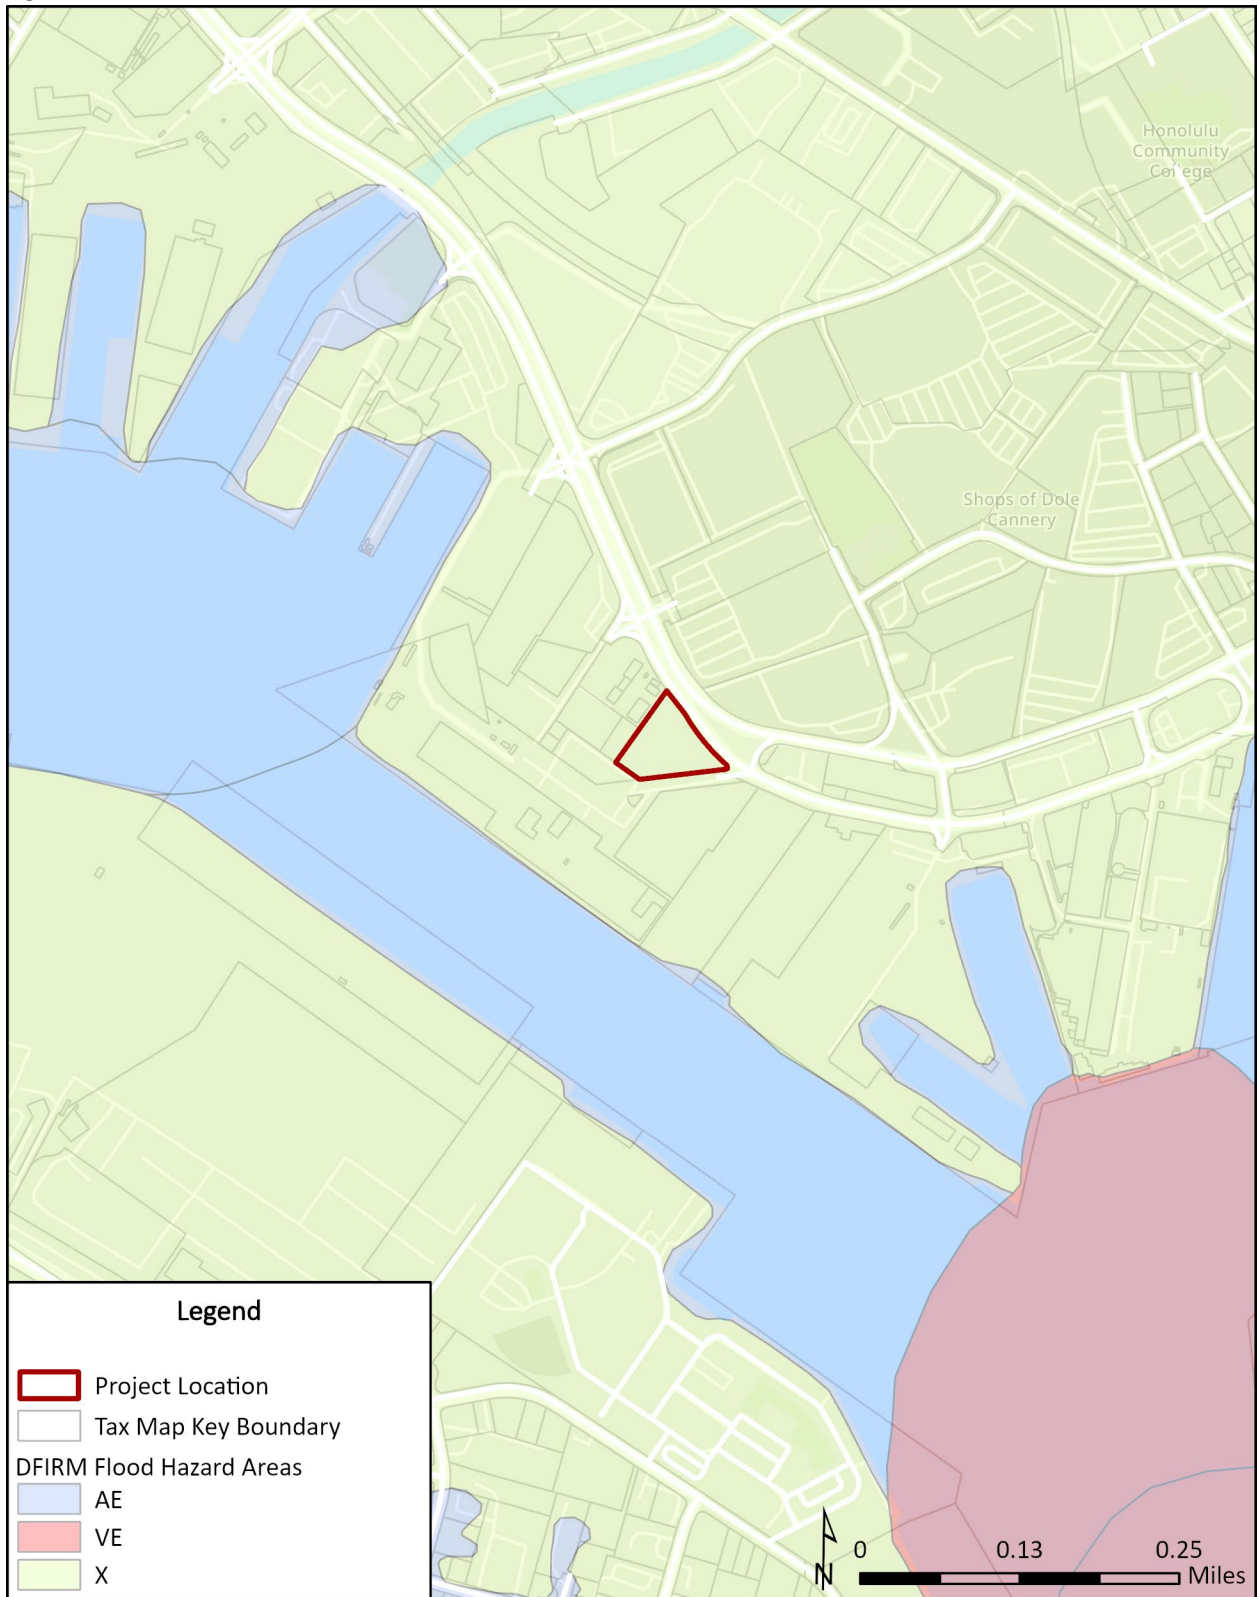 Honolulu
Community
College
Shops of Dole
Cannery
Legend
Project Location
Tax Map Key Boundary
DFIRM Flood Hazard Areas
AE
VE
X
N
0 0.13 0.25
Miles